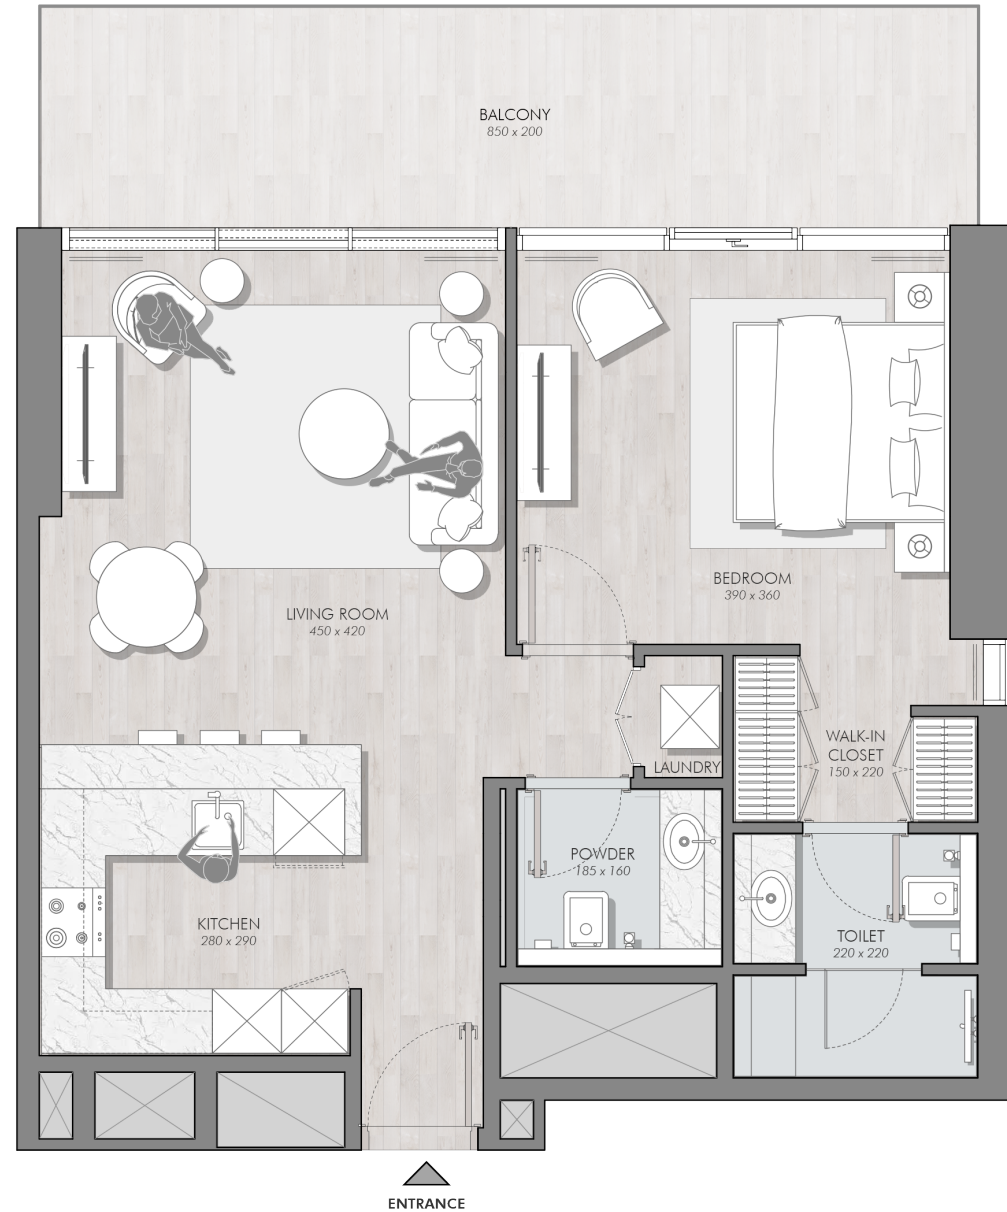 BALCONY
850 x 200
BEDROOM
390 x 360
LIVING ROOM
450 x 420
WALK-IN
CLOSET
150 x 220
LAUNDRY
POWDER
185 x 160
KITCHEN
280 x 290
TOILET
220 x 220
ENTRANCE